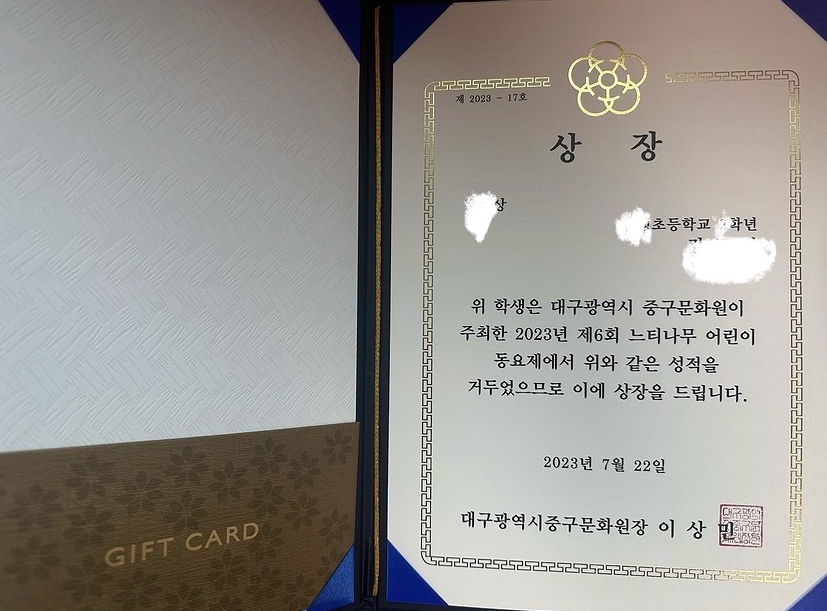 GIFT CARD
제 2023 - 17호
상 장
상
초등학교 학년
위 학생은 대구광역시 중구문화원이
주최한 2023년 제6회 느티나무 어린이
동요제에서 위와 같은 성적을
거두었으므로 이에 상장을 드립니다.
2023년 7월 22일
대구광역시중구문화원장 이 상 민